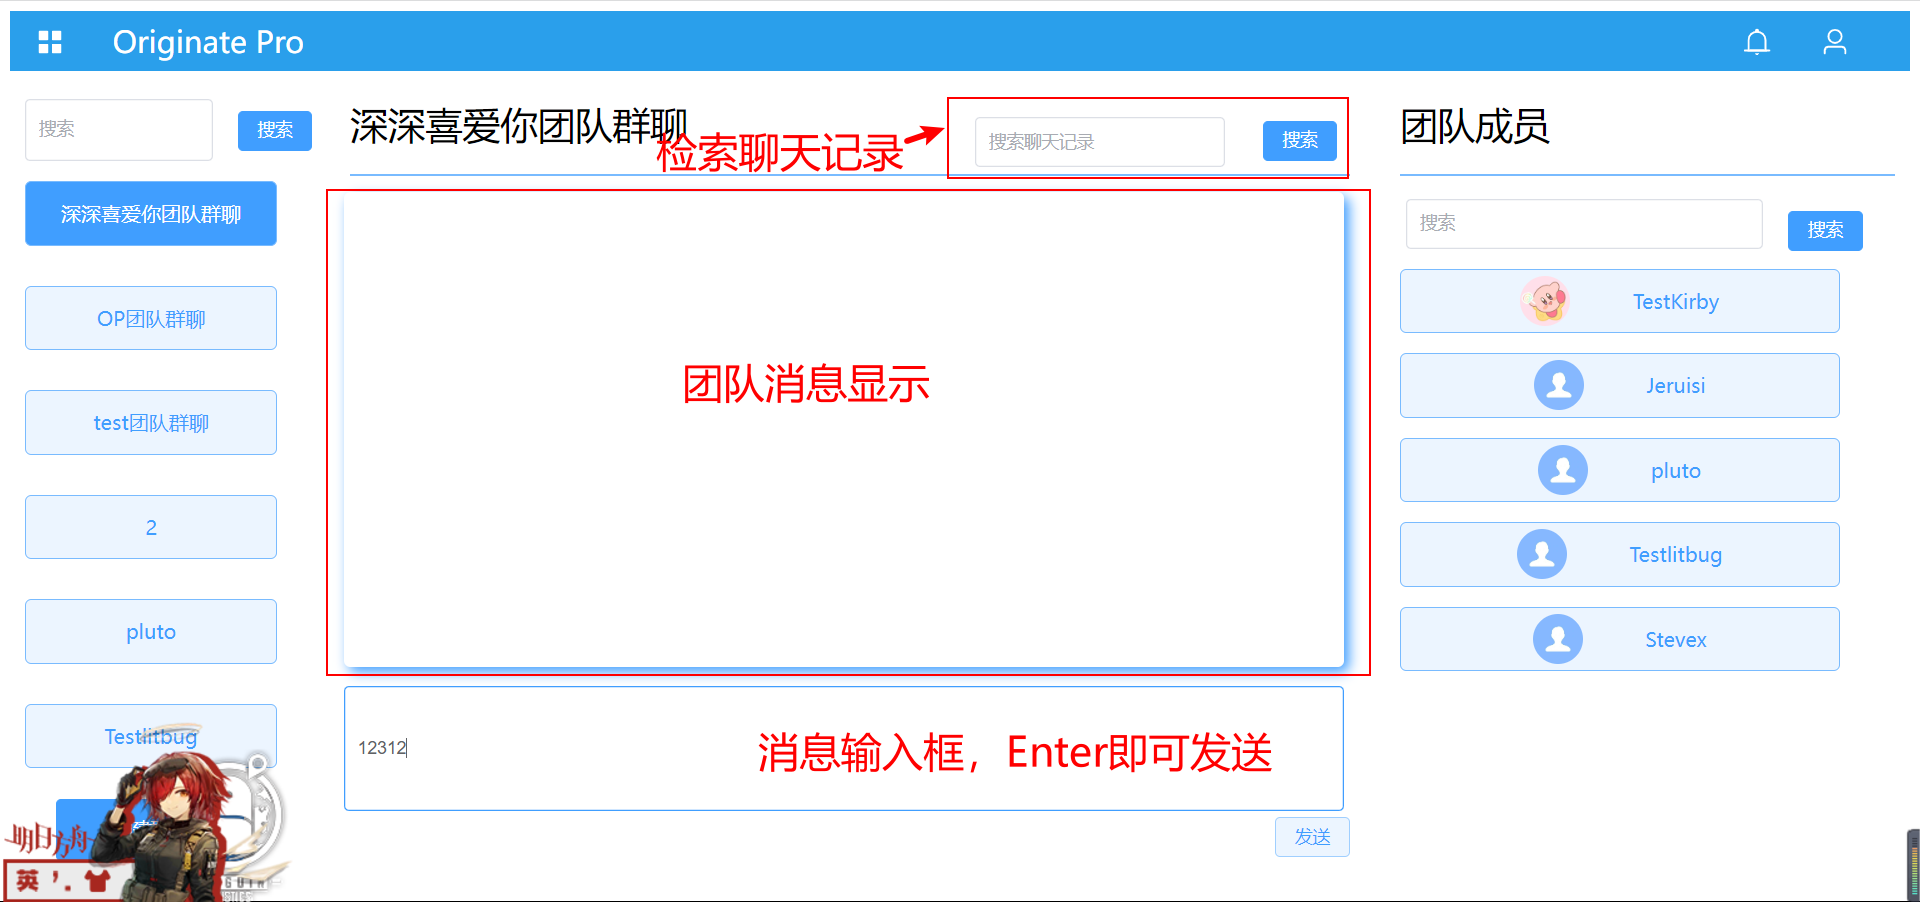 Originate Pro
搜索
搜索
深深喜爱你团队群聊
OP团队群聊
test团队群聊
2
pluto
Testlitbug
明日方舟
英
深深喜爱你团队群聊
检索聊天记录
搜索聊天记录
搜索
团队消息显示
12312
消息输入框，Enter即可发送
发送
团队成员
搜索
搜索
TestKirby
Jeruisi
pluto
Testlitbug
Stevex